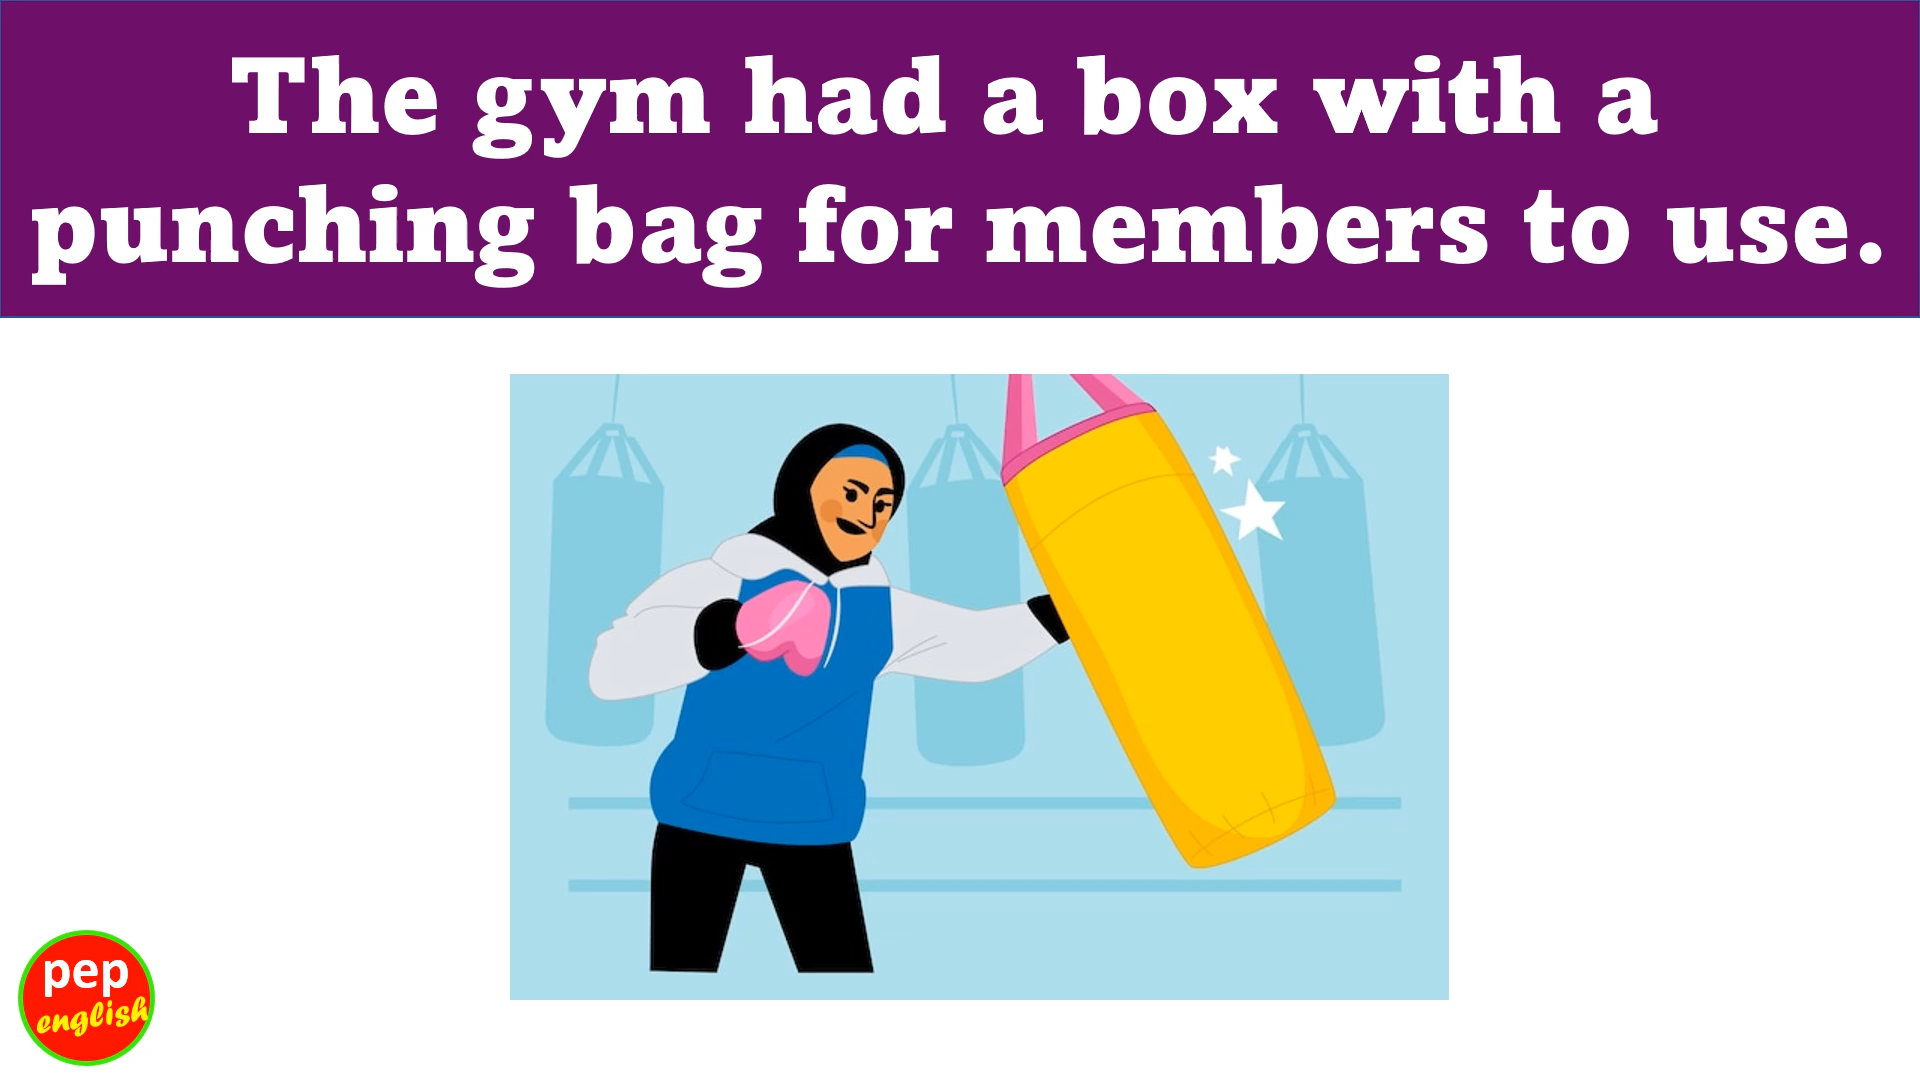 The gym had a box with a
punching bag for members to use.
pep
english